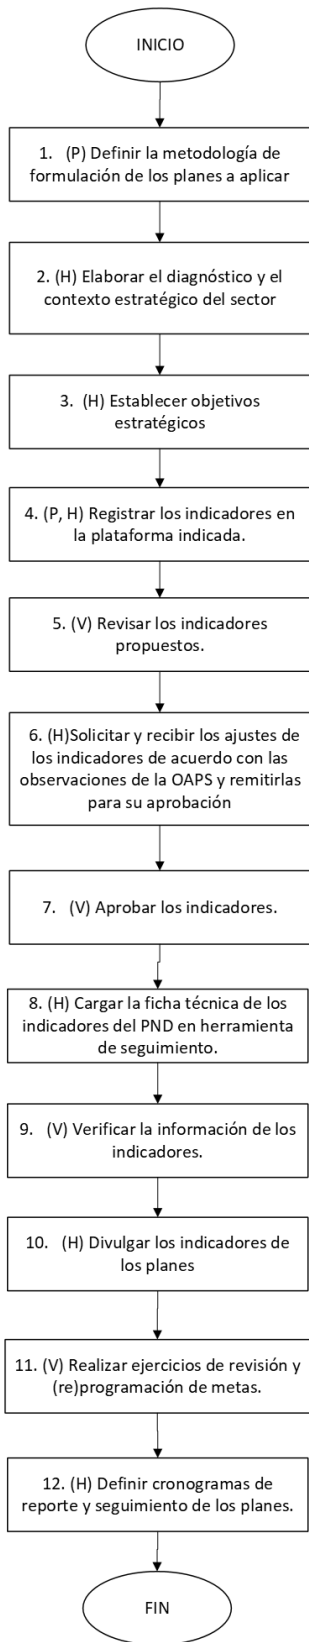 INICIO
1. (P) Definir la metodología de
formulación de los planes a aplicar
2. (H) Elaborar el diagnóstico y el
contexto estratégico del sector
3. (H) Establecer objetivos
estratégicos
4. (P, H) Registrar los indicadores en
la plataforma indicada.
5. (V) Revisar los indicadores
propuestos.
6. (H)Solicitar y recibir los ajustes de
los indicadores de acuerdo con las
observaciones de la OAPS y remitirlas
para su aprobación
7. (V) Aprobar los indicadores.
8. (H) Cargar la ficha técnica de los
indicadores del PND en herramienta
de seguimiento.
9. (V) Verificar la información de los
indicadores.
10. (H) Divulgar los indicadores de
los planes
11. (V) Realizar ejercicios de revisión y
(re)programación de metas.
12. (H) Definir cronogramas de
reporte y seguimiento de los planes.
FIN